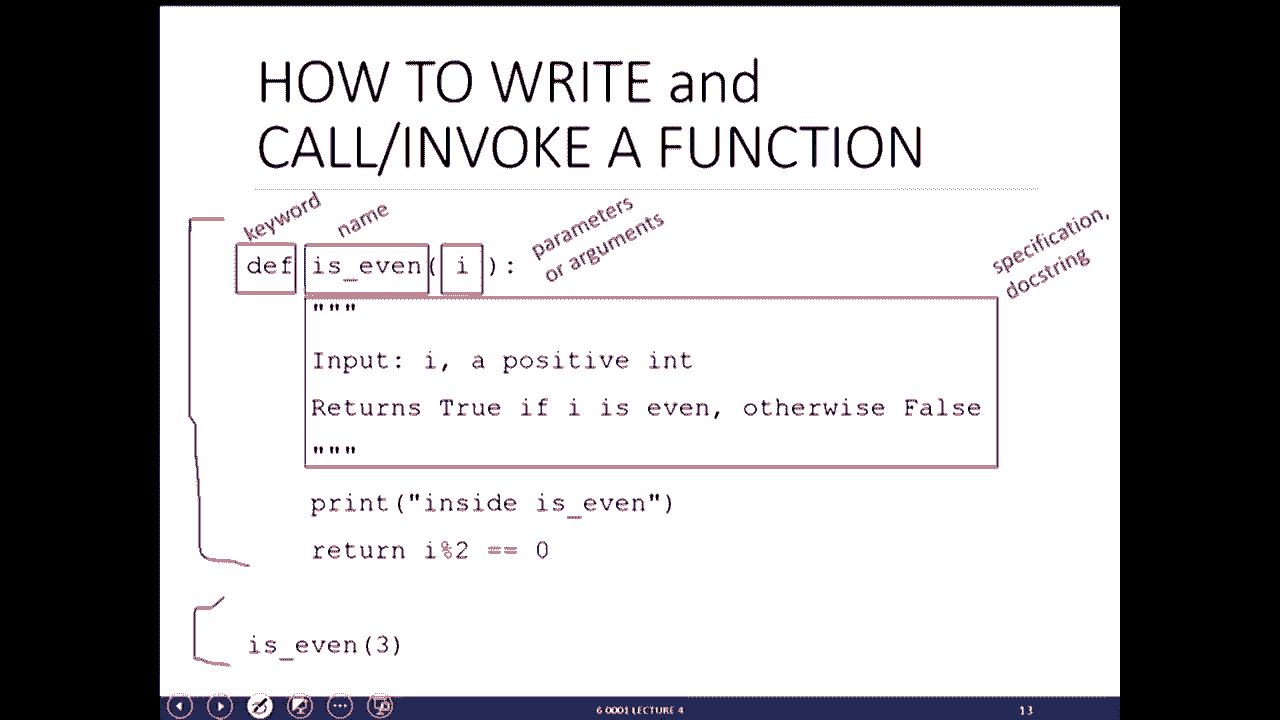 HOW TO WRITE and
CALL/INVOKE A FUNCTION
keyword
name
parameters
or arguments
specification,
docstring
def is_even( i ):
"""
Input: i, a positive int
Returns True if i is even, otherwise False
"""
print("inside is_even")
return i%2 == 0
is_even(3)
6.0001 LECTURE 4
13